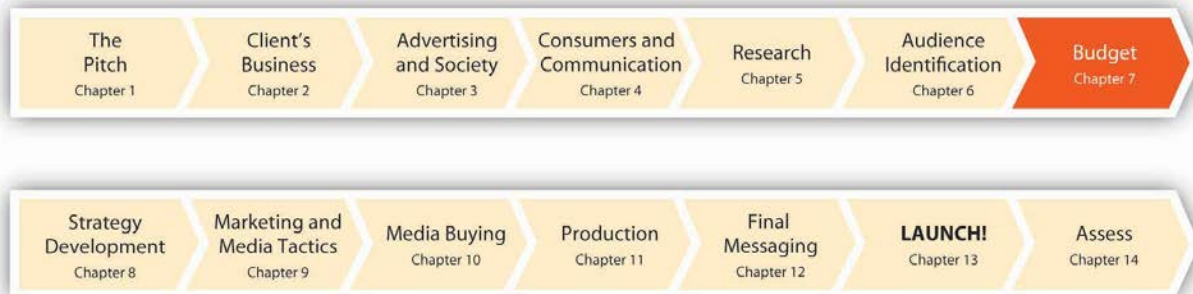 The
Pitch
Chapter 1
Client's
Business
Chapter 2
Advertising
and Society
Chapter 3
Consumers and
Communication
Chapter 4
Research
Chapter 5
Audience
Identification
Chapter 6
Budget
Chapter 7
Strategy
Development
Chapter 8
Marketing and
Media Tactics
Chapter 9
Media Buying
Chapter 10
Production
Chapter 11
Final
Messaging
Chapter 12
LAUNCH!
Chapter 13
Assess
Chapter 14